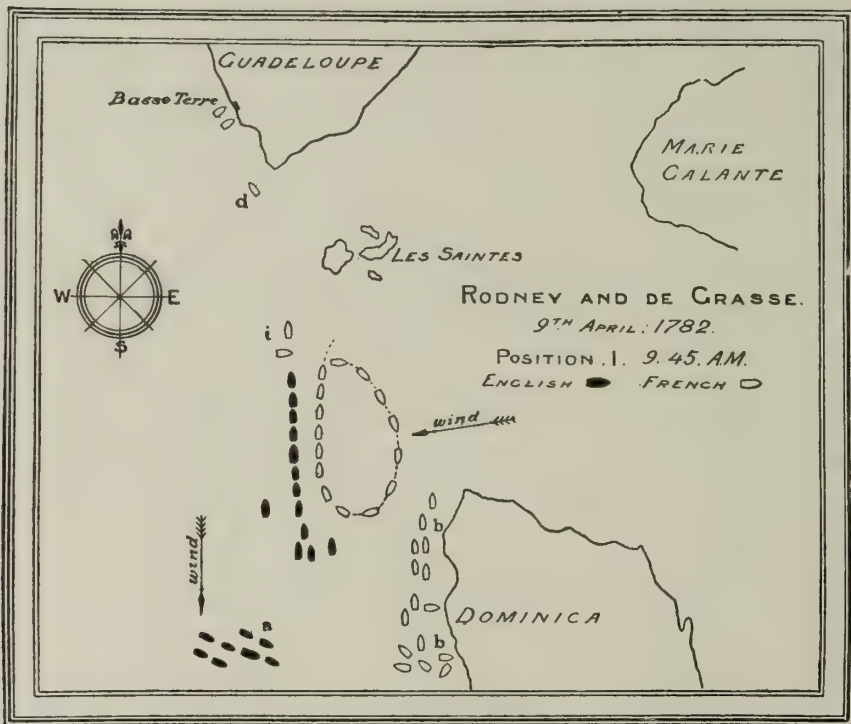 GUADELOUPE
Basse Terre
MARIE
GALANTE
d
LES SAINTES
W E
S
RODNEY AND DE GRASSE.
9TH APRIL: 1782.
POSITION .I. 9.45. A.M.
ENGLISH FRENCH
i
wind
b
wind
a
DOMINICA
b